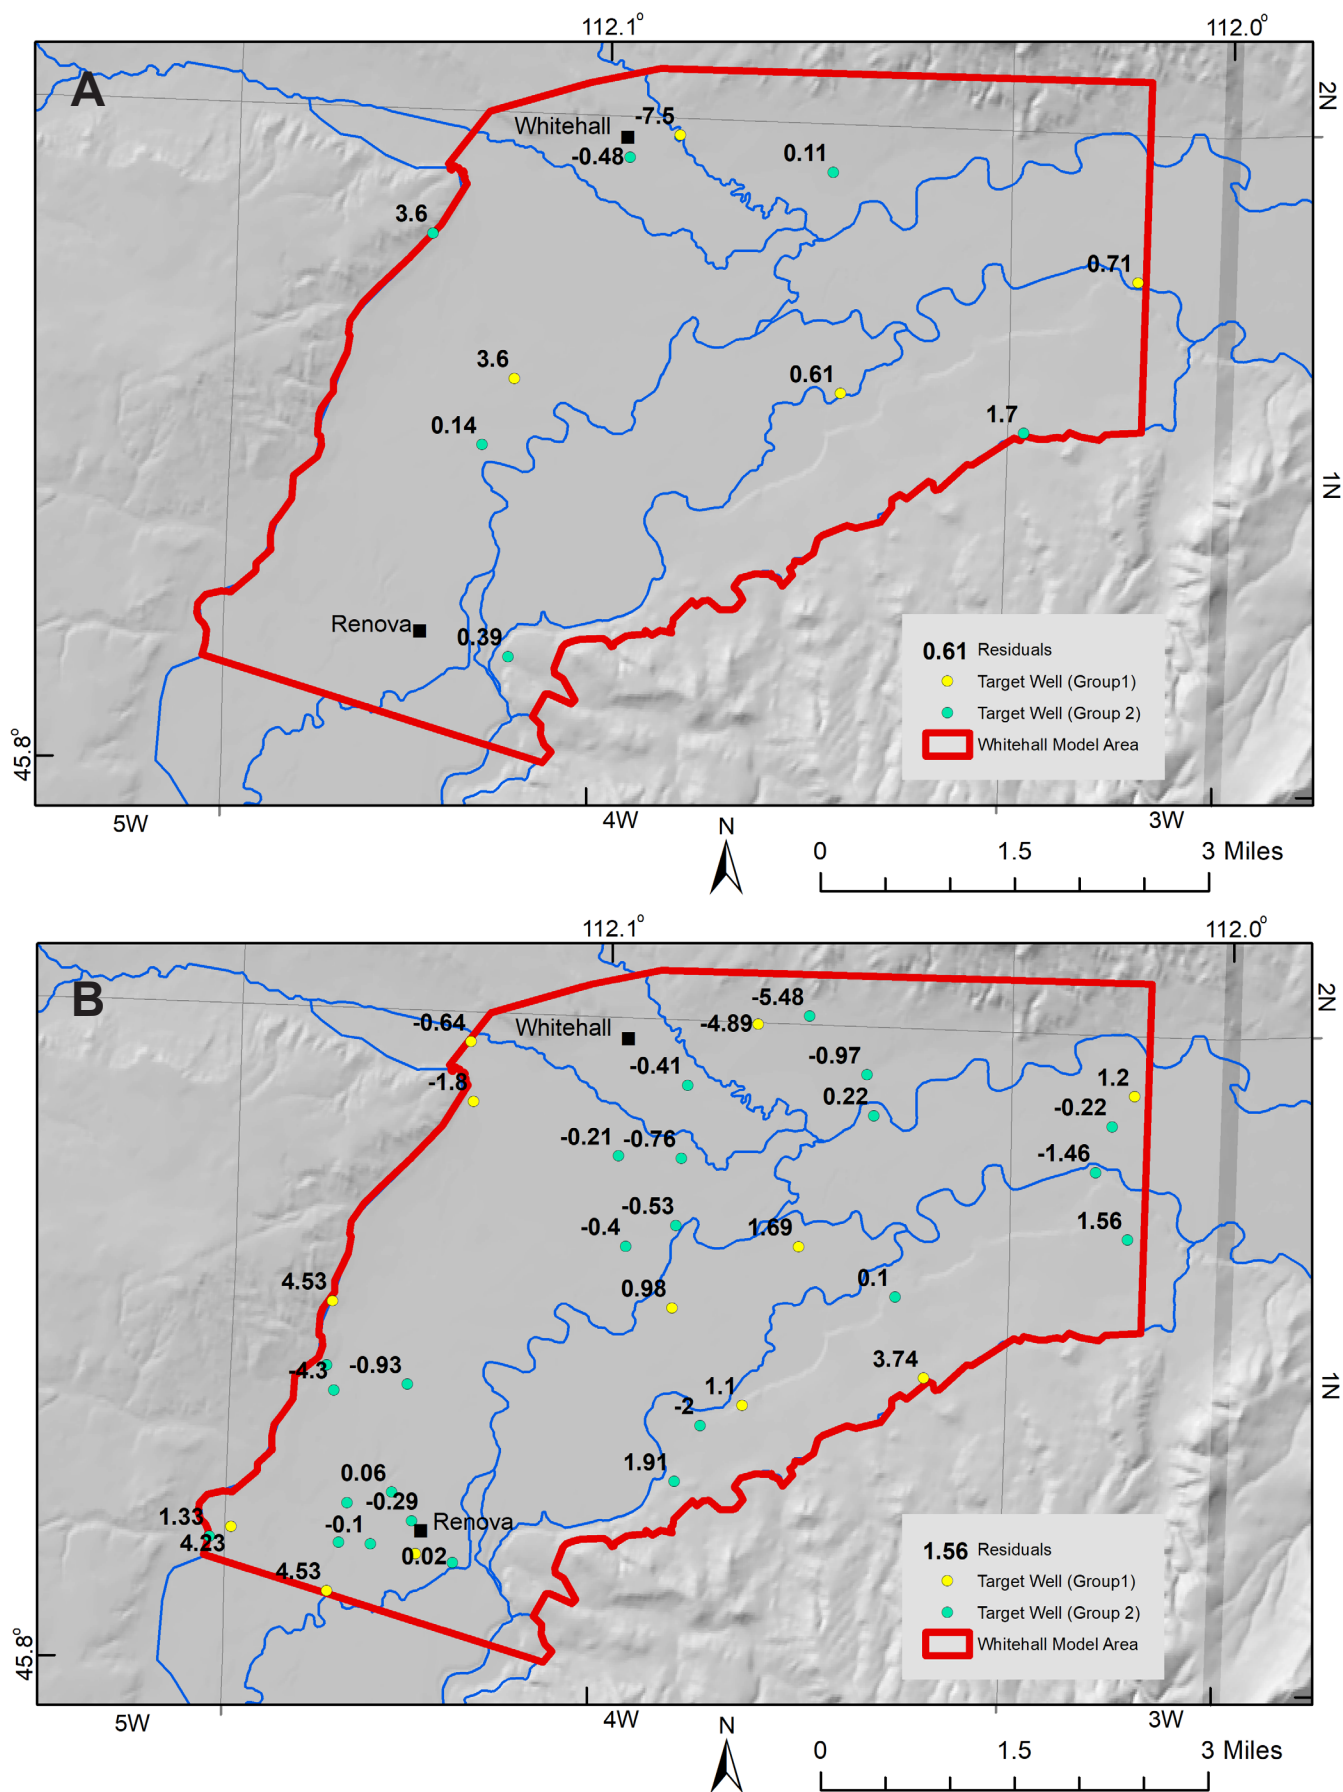 112.1°
112.0°
A
2N
-7.5
Whitehall
-0.48
0.11
3.6
0.71
3.6
0.61
0.14
1.7
1N
Renova
0.39
0.61 Residuals
Target Well (Group1)
Target Well (Group 2)
Whitehall Model Area
45.8°
5W
4W
3W
N
0
1.5
3 Miles
112.1°
112.0°
B
2N
-5.48
-0.64
Whitehall
-4.89
-0.41
-0.97
-1.8
1.2
0.22
-0.22
-0.21
-0.76
-1.46
-0.53
-0.4
1.69
1.56
4.53
0.98
0.1
-4.3
-0.93
3.74
1.1
1N
-2
1.91
0.06
-0.29
1.33
-0.1
Renova
4.23
0.02
4.53
1.56 Residuals
Target Well (Group1)
Target Well (Group 2)
Whitehall Model Area
45.8°
5W
4W
3W
N
0
1.5
3 Miles